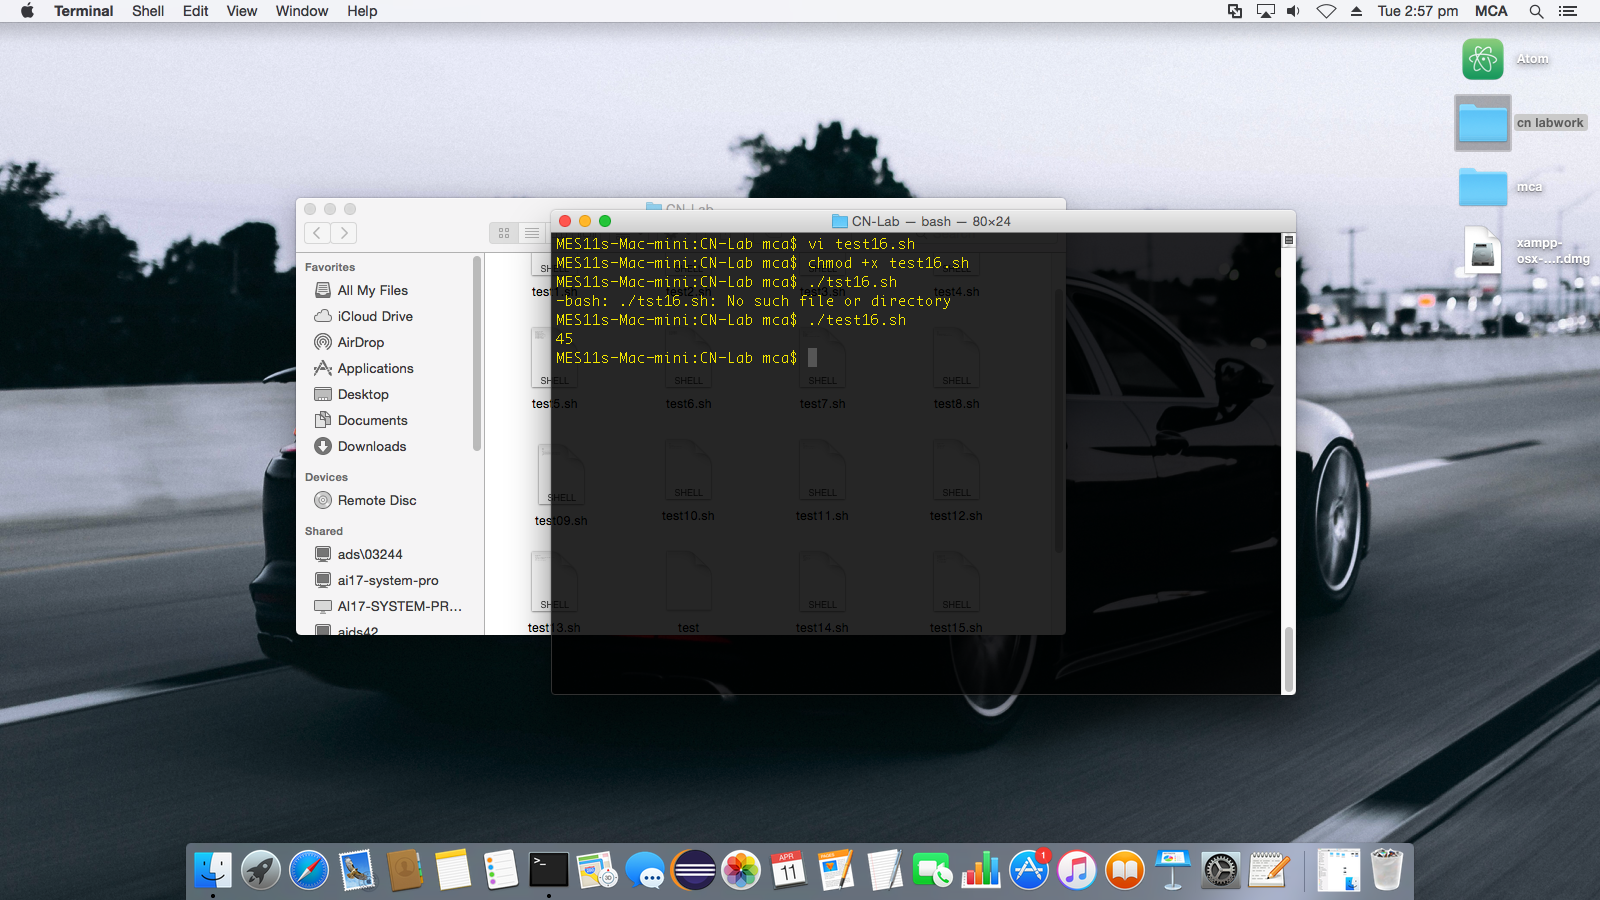 Terminal Shell Edit View Window Help
Tue 2:57 pm MCA
Atom
cn labwork
mca
xampp-
osx-...r.dmg
CN-Lab
CN-Lab — bash — 80×24
MES11s-Mac-mini:CN-Lab mca$ vi test16.sh
MES11s-Mac-mini:CN-Lab mca$ chmod +x test16.sh
MES11s-Mac-mini:CN-Lab mca$ ./tst16.sh
-bash: ./tst16.sh: No such file or directory
MES11s-Mac-mini:CN-Lab mca$ ./test16.sh
45
MES11s-Mac-mini:CN-Lab mca$
Favorites
All My Files
iCloud Drive
AirDrop
Applications
Desktop
Documents
Downloads
Devices
Remote Disc
Shared
ads\03244
ai17-system-pro
AI17-SYSTEM-PR...
aids42
test4.sh
SHELL SHELL SHELL SHELL
test5.sh test6.sh test7.sh test8.sh
SHELL SHELL SHELL SHELL
test09.sh test10.sh test11.sh test12.sh
SHELL SHELL SHELL
test13.sh test test14.sh test15.sh
APR
11
1